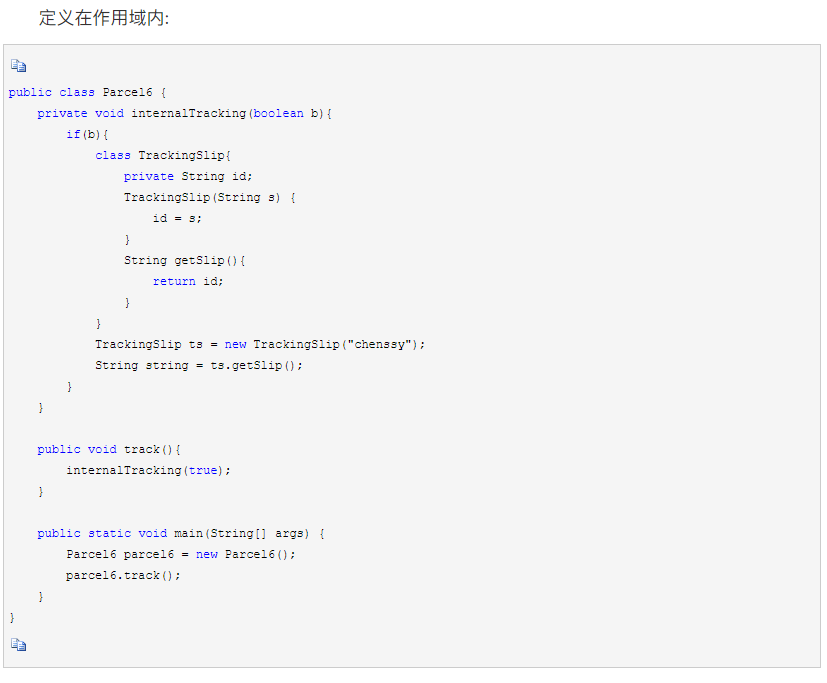 定义在作用域内:
public class Parcel6 {
    private void internalTracking(boolean b){
        if(b){
            class TrackingSlip{
                private String id;
                TrackingSlip(String s) {
                    id = s;
                }
                String getSlip(){
                    return id;
                }
            }
            TrackingSlip ts = new TrackingSlip("chenssy");
            String string = ts.getSlip();
        }
    }

    public void track(){
        internalTracking(true);
    }

    public static void main(String[] args) {
        Parcel6 parcel6 = new Parcel6();
        parcel6.track();
    }
}